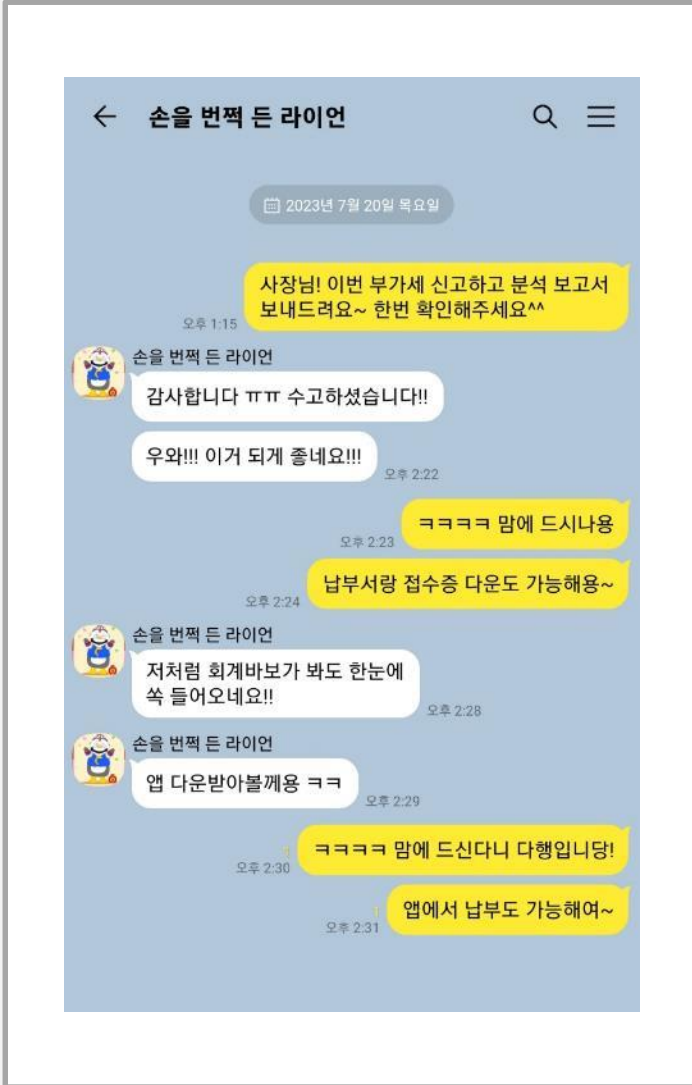 손을 번쩍 든 라이언
2023년 7월 20일 목요일
사장님! 이번 부가세 신고하고 분석 보고서
보내드려요~ 한번 확인해주세요^^
오후 1:15
손을 번쩍 든 라이언
감사합니다 ㅠㅠ 수고하셨습니다!!
우와!!! 이거 되게 좋네요!!!
오후 2:22
ㅋㅋㅋㅋ 맘에 드시나용
오후 2:23
납부서랑 접수증 다운도 가능해용~
오후 2:24
손을 번쩍 든 라이언
저처럼 회계바보가 봐도 한눈에
쏙 들어오네요!!
오후 2:28
손을 번쩍 든 라이언
앱 다운받아볼께용 ㅋㅋ
오후 2:29
1
ㅋㅋㅋㅋ 맘에 드신다니 다행입니당!
오후 2:30
1
앱에서 납부도 가능해여~
오후 2:31